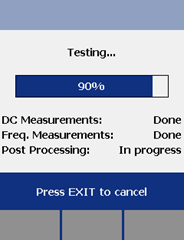 Testing...
90%
DC Measurements: Done
Freq. Measurements: Done
Post Processing: In progress
Press EXIT to cancel